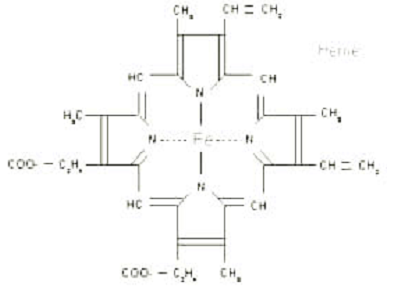 CH₃ CH=CH₂
Heme
HC CH
N
H₃C CH₃
N Fe N
COO-C₂H₄ CH=CH₂
N
HC CH
COO-C₂H₄ CH₃